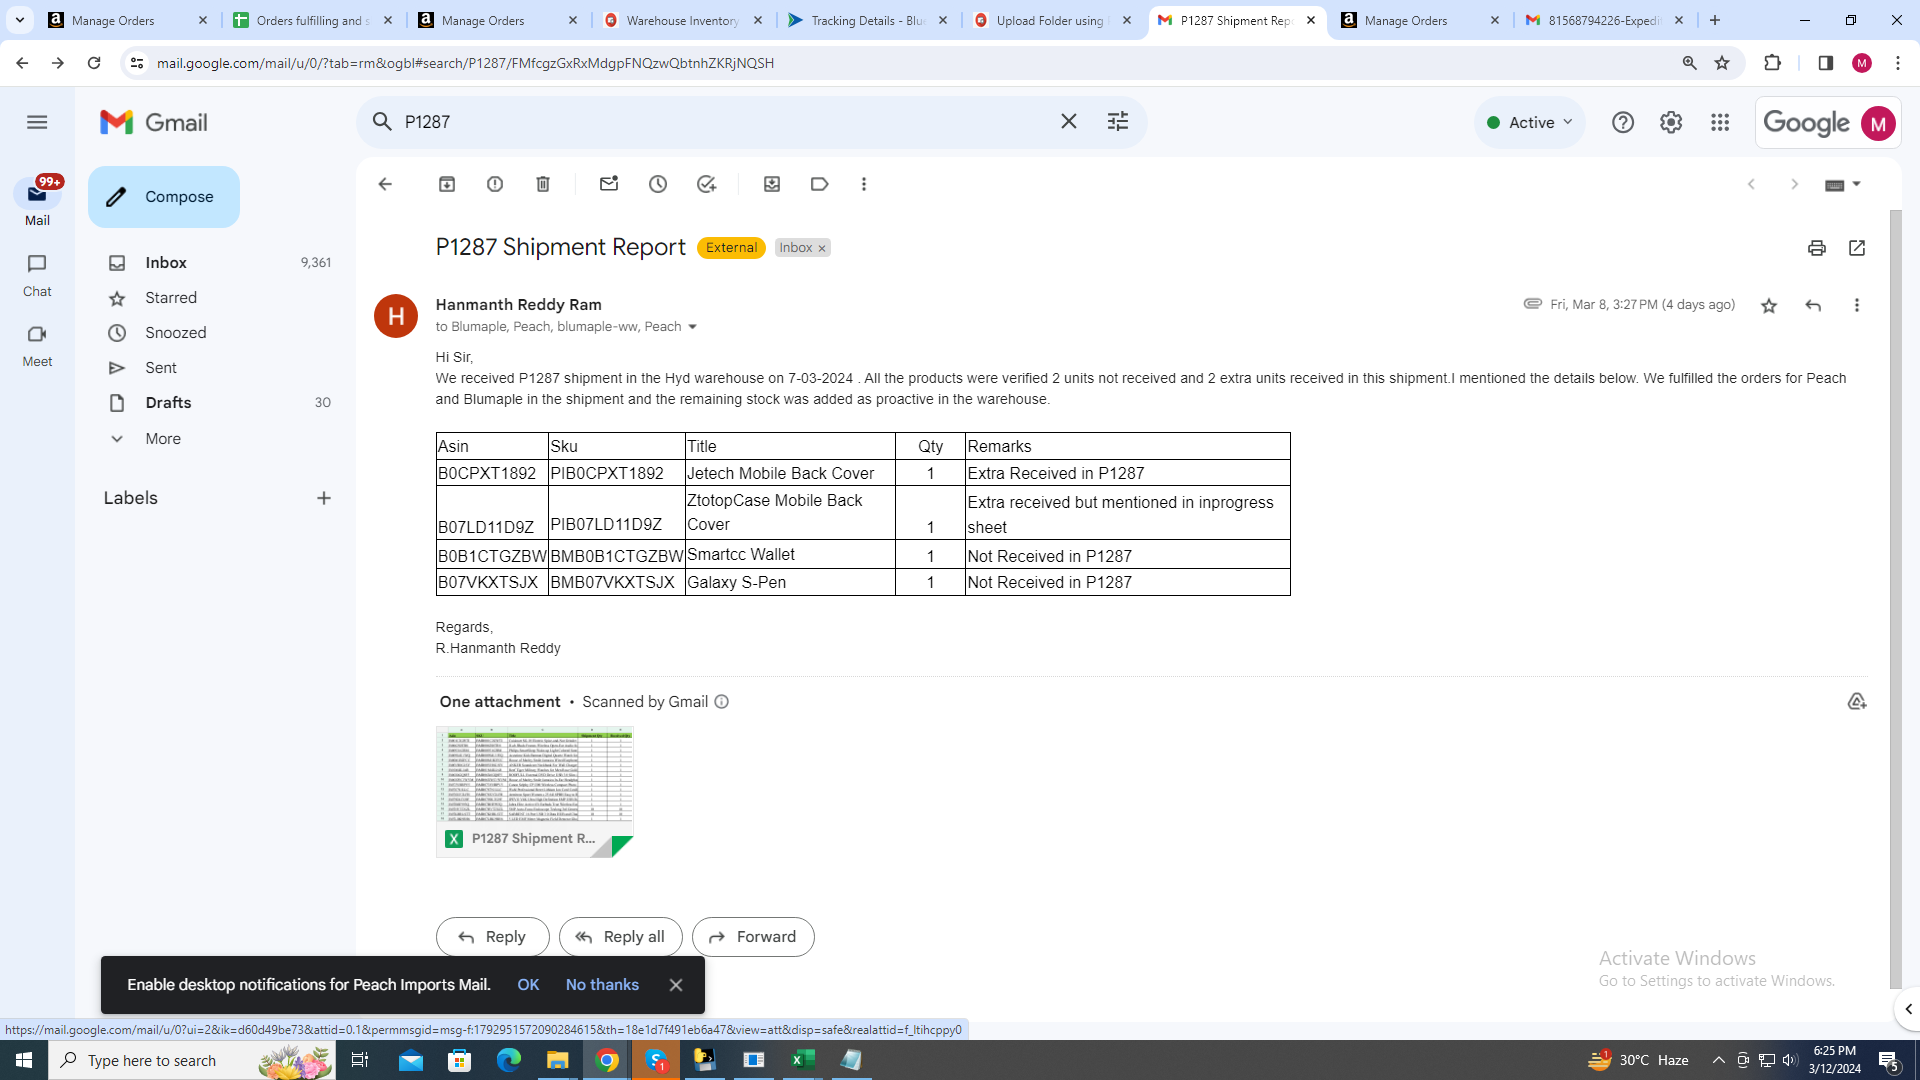 Manage Orders
Orders fulfilling and s
Manage Orders
Warehouse Inventory
Tracking Details - Blu
Upload Folder using
P1287 Shipment Rep
Manage Orders
81568794226-Expedi
mail.google.com/mail/u/0/?tab=rm&ogbl#search/P1287/FMfcgzGxRxMdgpFNQzwQbtnhZKRjNQSH
M
Gmail
P1287
Active
Google
M
99+
Mail
Chat
Meet
Compose
Inbox 9,361
Starred
Snoozed
Sent
Drafts 30
More
Labels
P1287 Shipment Report External Inbox
H
Hanmanth Reddy Ram
Fri, Mar 8, 3:27 PM (4 days ago)
to Blumaple, Peach, blumaple-ww, Peach
Hi Sir,
We received P1287 shipment in the Hyd warehouse on 7-03-2024 . All the products were verified 2 units not received and 2 extra units received in this shipment.I mentioned the details below. We fulfilled the orders for Peach
and Blumaple in the shipment and the remaining stock was added as proactive in the warehouse.
Asin Sku Title Qty Remarks
B0CPXT1892 PIB0CPXT1892 Jetech Mobile Back Cover 1 Extra Received in P1287
B07LD11D9Z PIB07LD11D9Z ZtotopCase Mobile Back Cover 1 Extra received but mentioned in inprogress sheet
B0B1CTGZBW BMB0B1CTGZBW Smartcc Wallet 1 Not Received in P1287
B07VKXTSJX BMB07VKXTSJX Galaxy S-Pen 1 Not Received in P1287
Regards,
R.Hanmanth Reddy
One attachment • Scanned by Gmail
P1287 Shipment R...
Reply
Reply all
Forward
Enable desktop notifications for Peach Imports Mail. OK No thanks
Activate Windows
Go to Settings to activate Windows.
https://mail.google.com/mail/u/0?ui=2&ik=d60d49be73&attid=0.1&permmsgid=msg-f:1792951572090284615&th=18e1d7f491eb6a47&view=att&disp=safe&realattid=f_ltihcppy0
Type here to search
30°C Haze
6:25 PM
3/12/2024
5